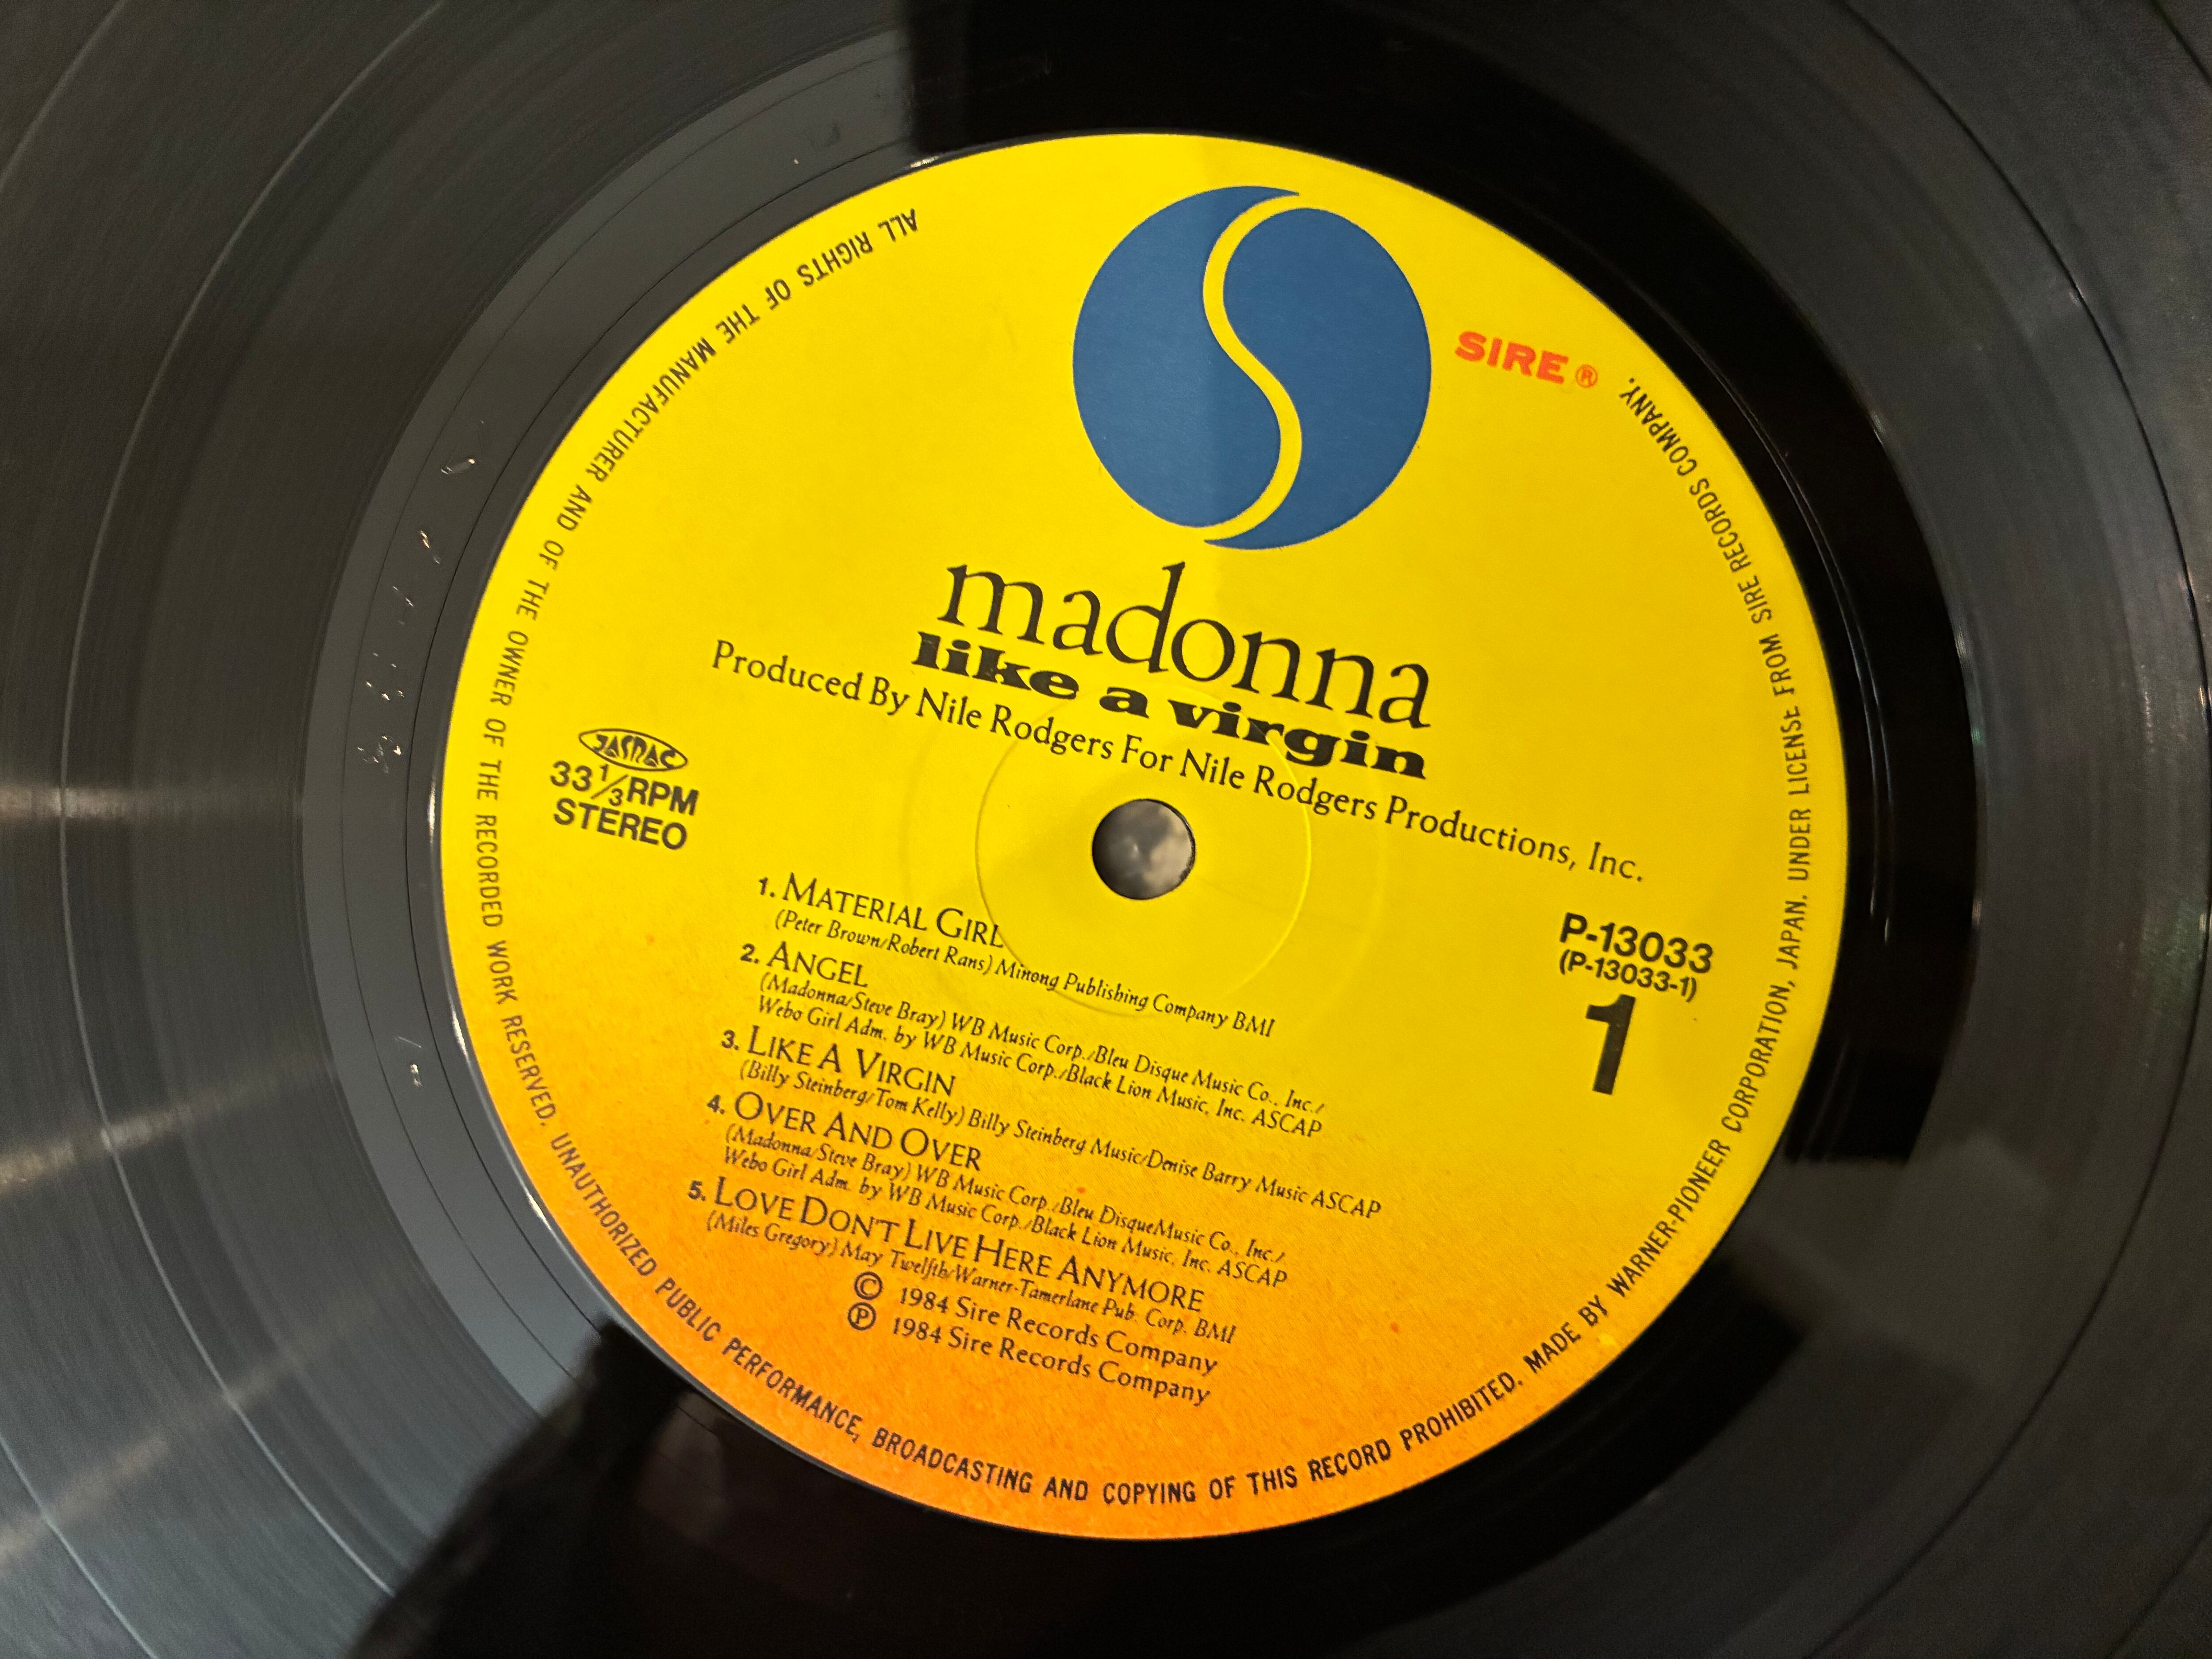 SIRE®
madonna
like a virgin
Produced By Nile Rodgers For Nile Rodgers Productions, Inc.
JASRAC
33 1/3 RPM
STEREO
P-13033
(P-13033-1)
1
1. MATERIAL GIRL
(Peter Brown/Robert Rans) Minong Publishing Company BMI
2. ANGEL
(Madonna/Steve Bray) WB Music Corp./Bleu Disque Music Co., Inc./
Webo Girl Adm. by WB Music Corp./Black Lion Music, Inc. ASCAP
3. LIKE A VIRGIN
(Billy Steinberg/Tom Kelly) Billy Steinberg Music/Denise Barry Music ASCAP
4. OVER AND OVER
(Madonna/Steve Bray) WB Music Corp./Bleu DisqueMusic Co., Inc./
Webo Girl Adm. by WB Music Corp./Black Lion Music, Inc. ASCAP
5. LOVE DON'T LIVE HERE ANYMORE
(Miles Gregory) May Twelfth/Warner-Tamerlane Pub. Corp. BMI
© 1984 Sire Records Company
℗ 1984 Sire Records Company
ALL RIGHTS OF THE MANUFACTURER AND OF THE OWNER OF THE RECORDED WORK RESERVED. UNAUTHORIZED PUBLIC PERFORMANCE, BROADCASTING AND COPYING OF THIS RECORD PROHIBITED. MADE BY WARNER-PIONEER CORPORATION, JAPAN. UNDER LICENSE FROM SIRE RECORDS COMPANY.